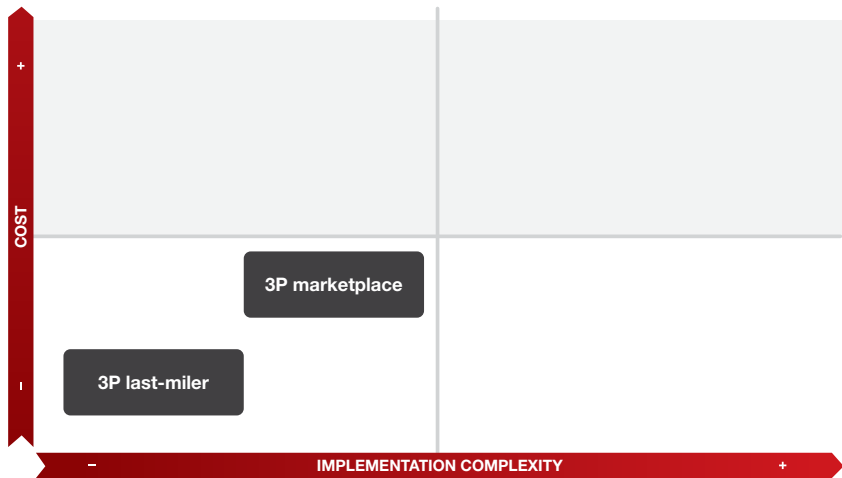 +
COST
3P marketplace
3P last-miler
–
– IMPLEMENTATION COMPLEXITY +